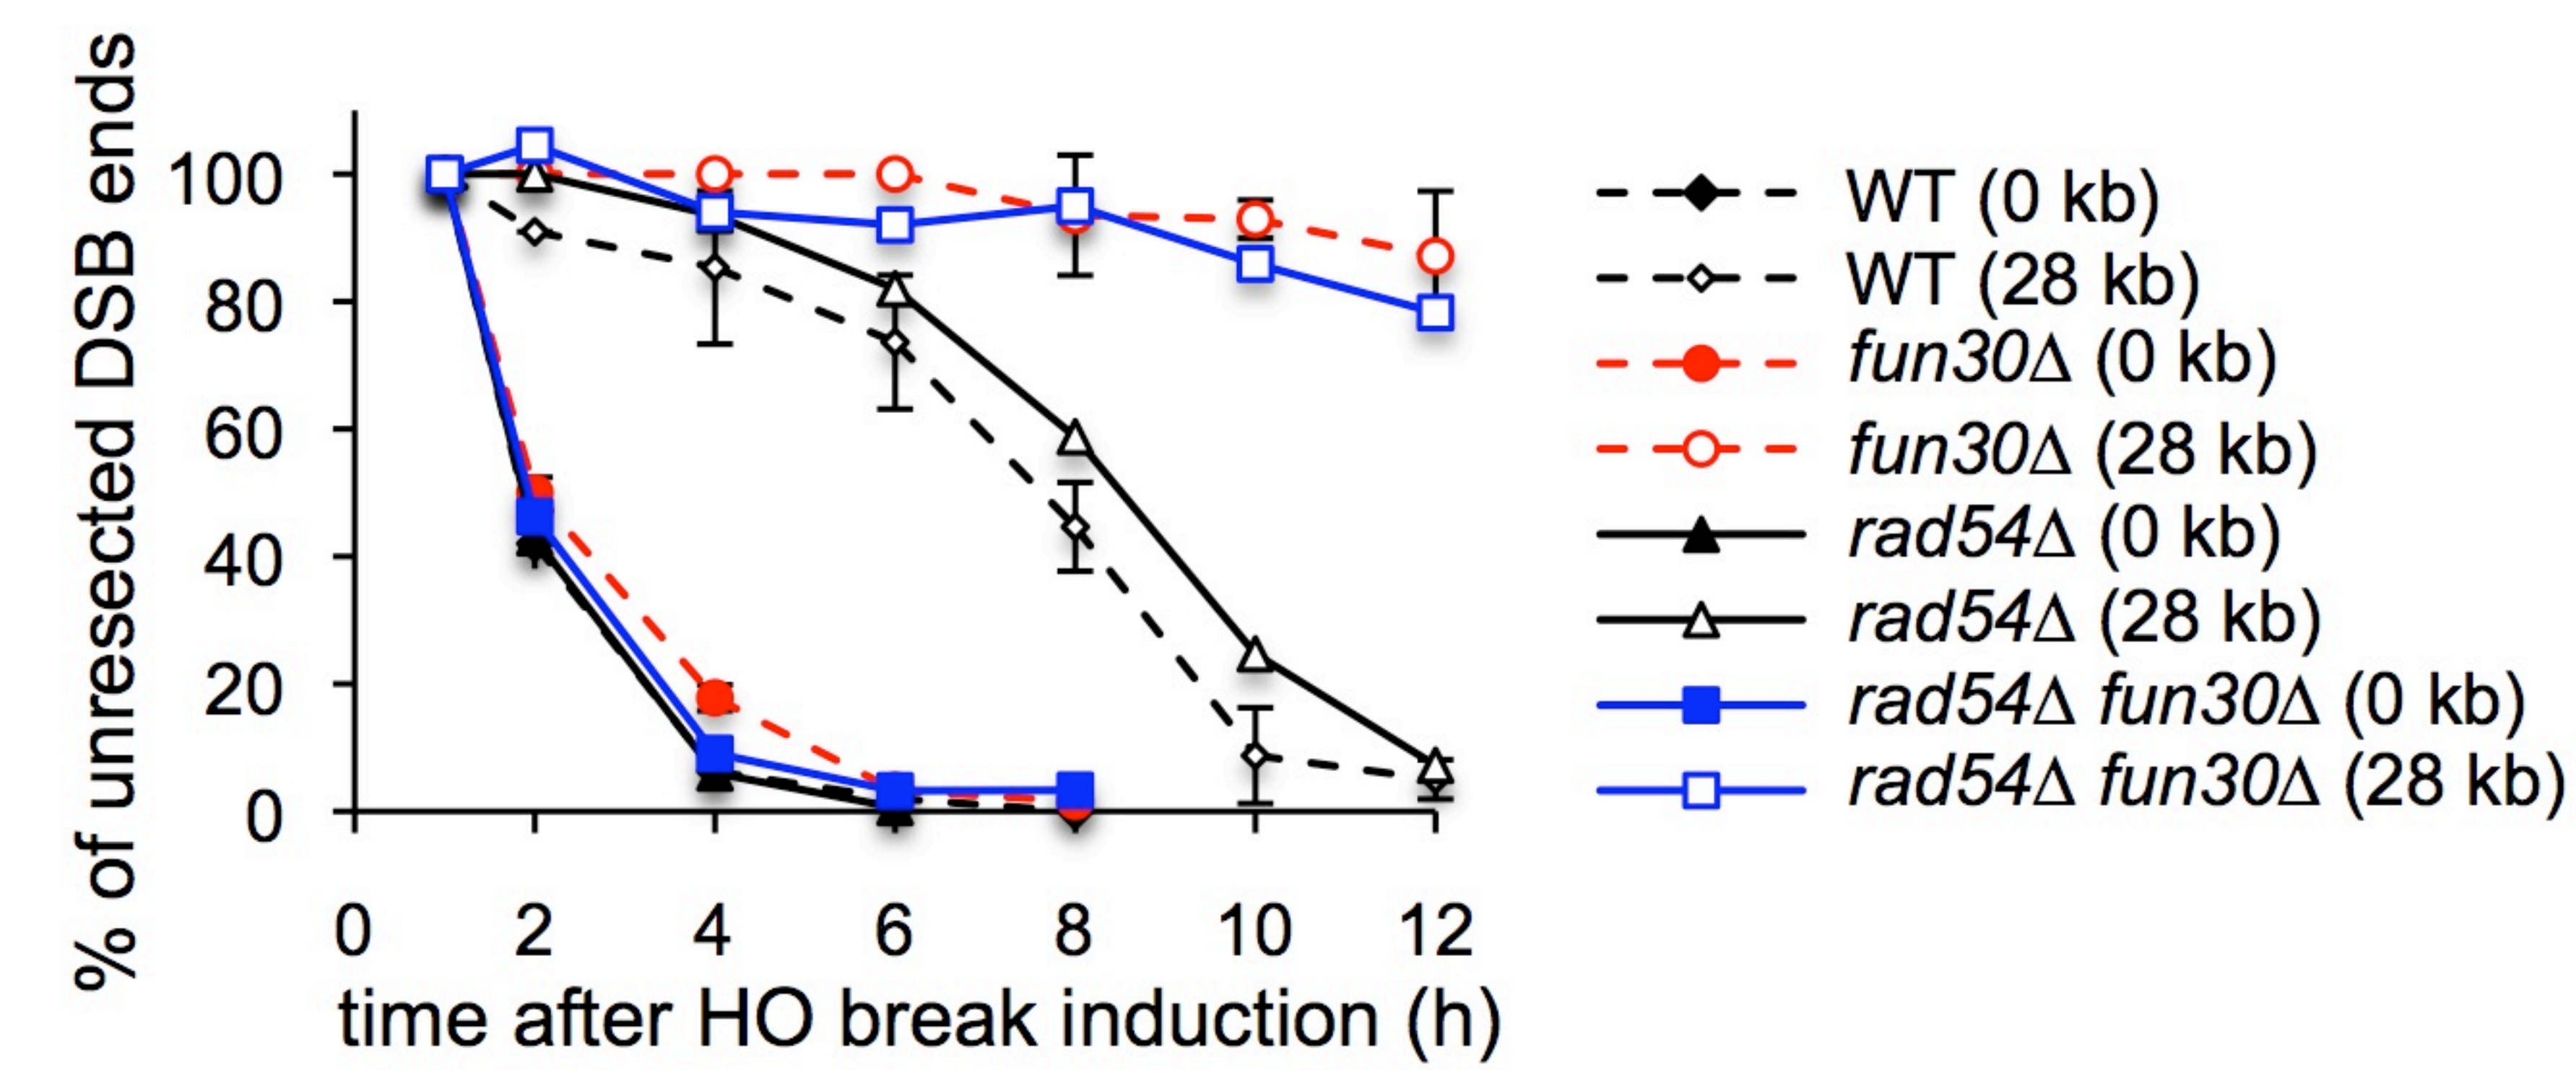 % of unresected DSB ends
100
80
60
40
20
0
0 2 4 6 8 10 12
time after HO break induction (h)
WT (0 kb)
WT (28 kb)
fun30Δ (0 kb)
fun30Δ (28 kb)
rad54Δ (0 kb)
rad54Δ (28 kb)
rad54Δ fun30Δ (0 kb)
rad54Δ fun30Δ (28 kb)